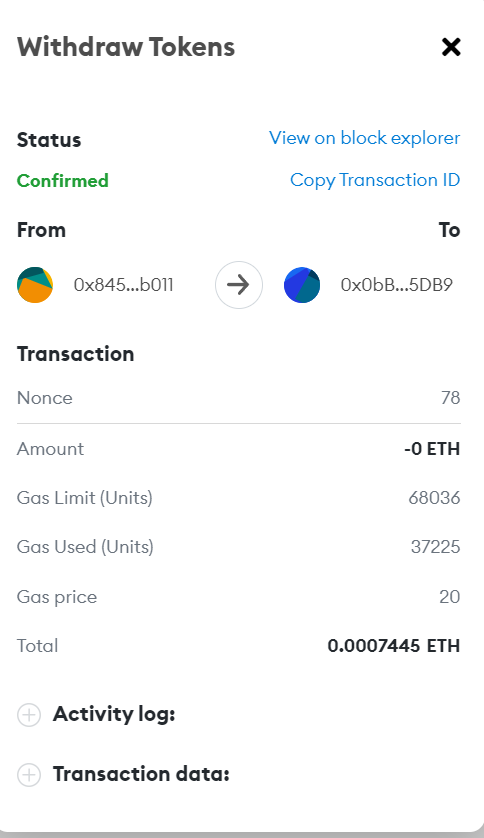 Withdraw Tokens
Status View on block explorer
Confirmed Copy Transaction ID
From To
0x845...b011 0x0bB...5DB9
Transaction
Nonce 78
Amount -0 ETH
Gas Limit (Units) 68036
Gas Used (Units) 37225
Gas price 20
Total 0.0007445 ETH
Activity log:
Transaction data: